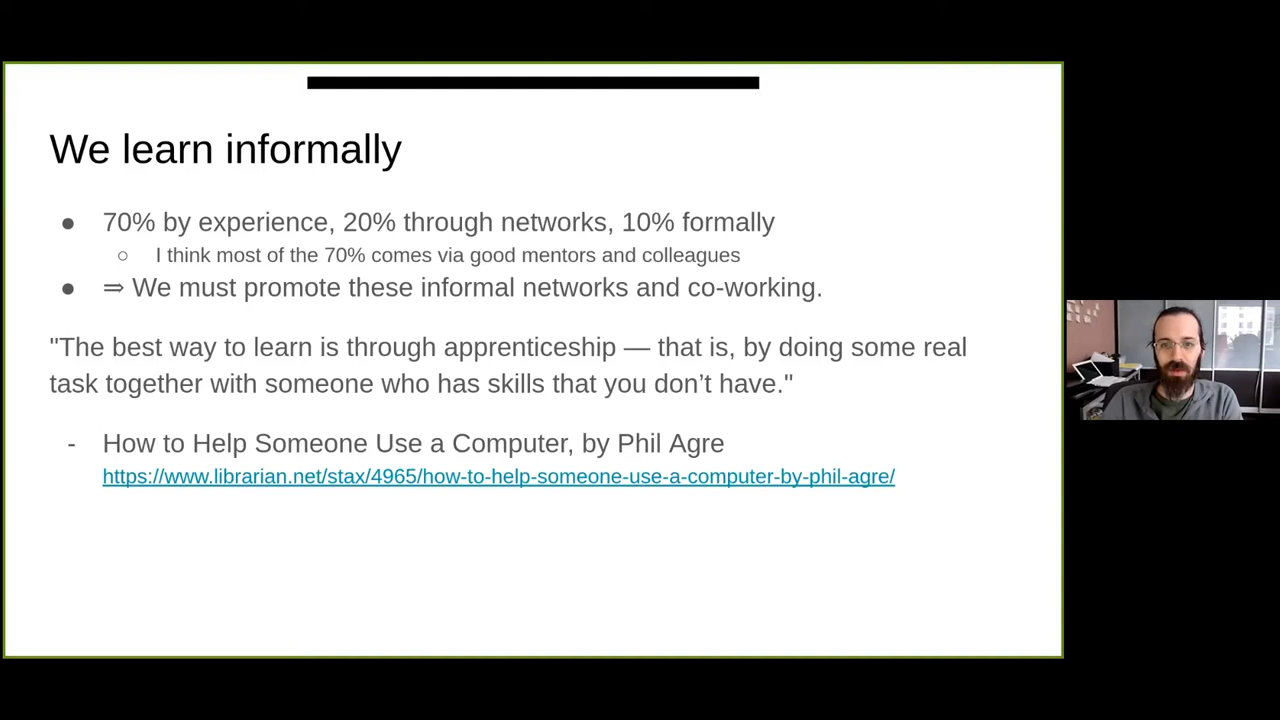 We learn informally
● 70% by experience, 20% through networks, 10% formally
○ I think most of the 70% comes via good mentors and colleagues
● ⇒ We must promote these informal networks and co-working.
"The best way to learn is through apprenticeship — that is, by doing some real
task together with someone who has skills that you don’t have."
- How to Help Someone Use a Computer, by Phil Agre
https://www.librarian.net/stax/4965/how-to-help-someone-use-a-computer-by-phil-agre/